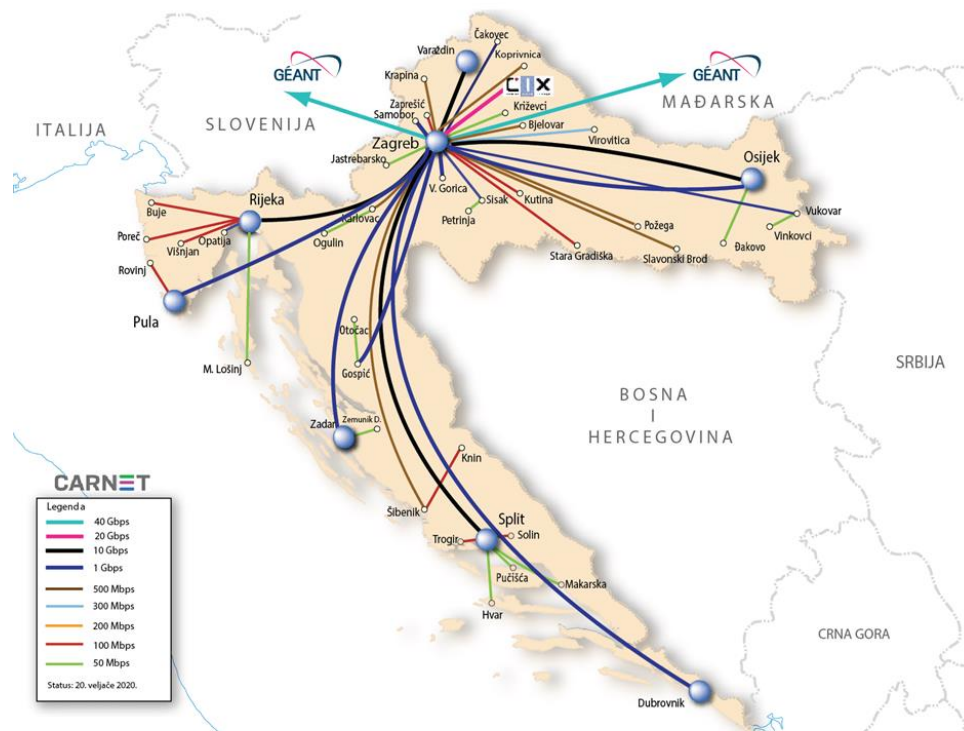 Čakovec
Varaždin
Koprivnica
GÉANT
GÉANT
Krapina
CIX
MAĐARSKA
Zaprešić
Križevci
ITALIJA
SLOVENIJA
Samobor
Bjelovar
Zagreb
Virovitica
Osijek
Jastrebarsko
V. Gorica
Rijeka
Sisak
Kutina
Buje
Karlovac
Petrinja
Vukovar
Požega
Vinkovci
Poreč
Opatija
Ogulin
Višnjan
Đakovo
Stara Gradiška
Slavonski Brod
Rovinj
Pula
Otočac
M. Lošinj
Gospić
SRBIJA
BOSNA
I
HERCEGOVINA
Zadar
Zemunik D.
Knin
CARNET
Legenda
40 Gbps
20 Gbps
10 Gbps
1 Gbps
500 Mbps
300 Mbps
200 Mbps
100 Mbps
50 Mbps
Status: 20. veljače 2020.
Šibenik
Split
Trogir
Solin
Pučišća
Makarska
Hvar
CRNA GORA
Dubrovnik